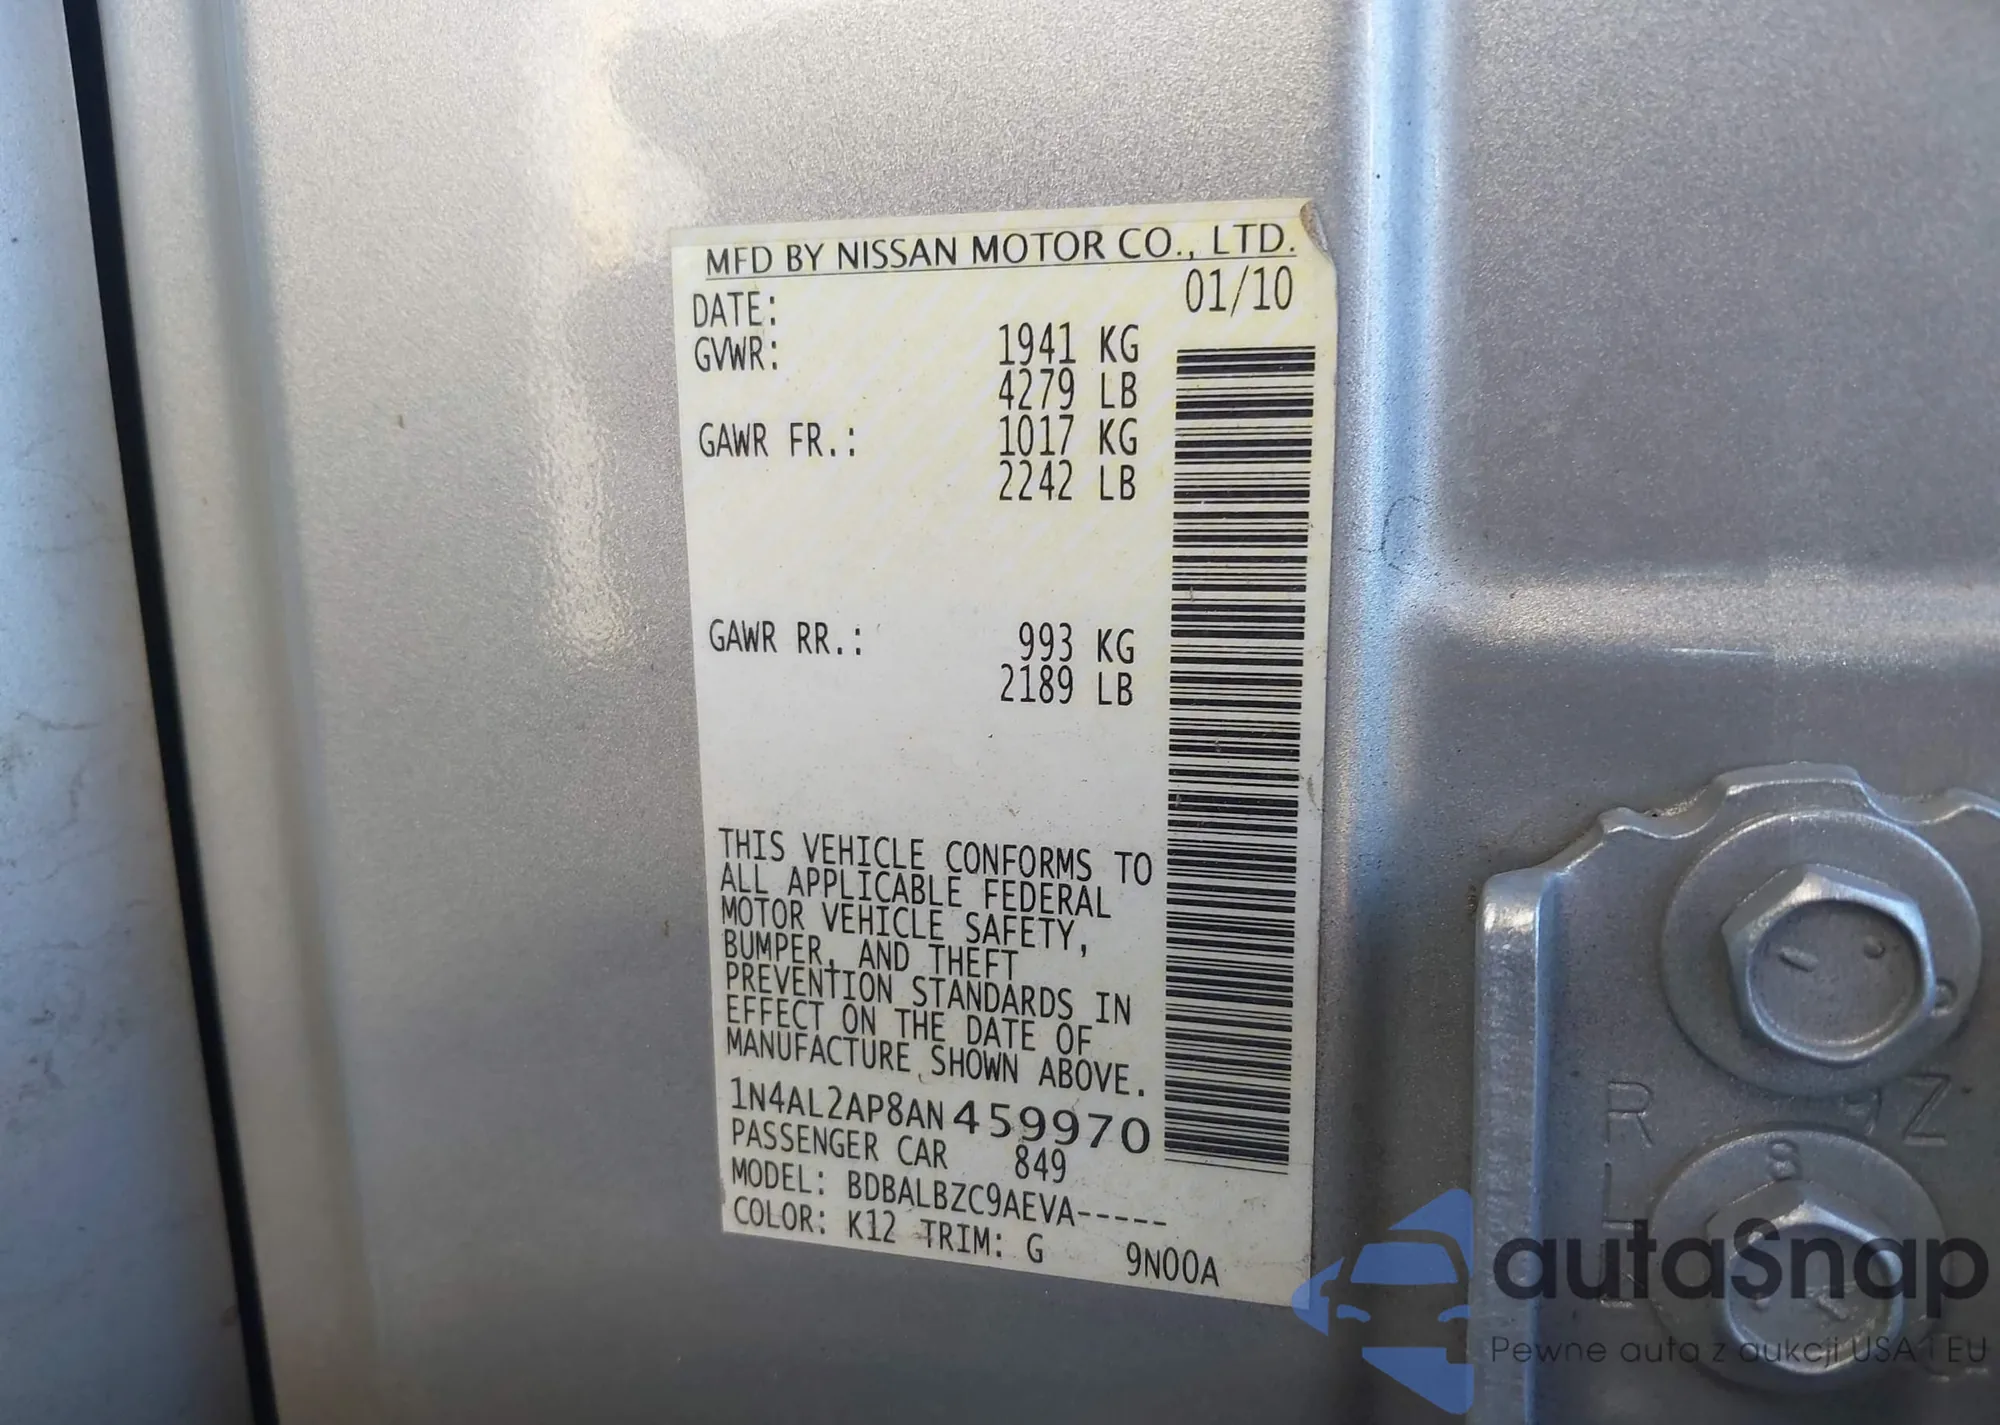 MFD BY NISSAN MOTOR CO., LTD.
DATE: 01/10
GVWR: 1941 KG
4279 LB
GAWR FR.: 1017 KG
2242 LB
GAWR RR.: 993 KG
2189 LB
THIS VEHICLE CONFORMS TO
ALL APPLICABLE FEDERAL
MOTOR VEHICLE SAFETY,
BUMPER, AND THEFT
PREVENTION STANDARDS IN
EFFECT ON THE DATE OF
MANUFACTURE SHOWN ABOVE.
1N4AL2AP8AN459970
PASSENGER CAR 849
MODEL: BDBALBZC9AEVA-----
COLOR: K12 TRIM: G 9N00A
autaSnap
Pewne auta z aukcji USA i EU